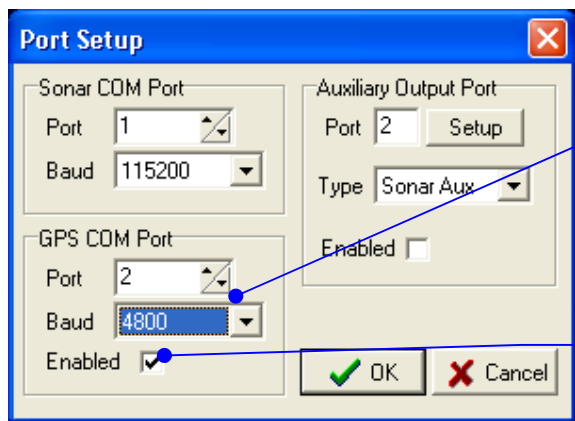 Port Setup
Sonar COM Port
Port 1
Baud 115200
GPS COM Port
Port 2
Baud 4800
Enabled
Auxiliary Output Port
Port 2 Setup
Type Sonar Aux
Enabled
OK Cancel